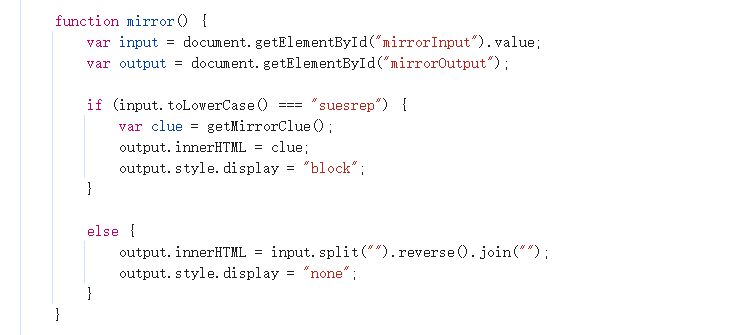 function mirror() {
    var input = document.getElementById("mirrorInput").value;
    var output = document.getElementById("mirrorOutput");

    if (input.toLowerCase() === "suesrep") {
        var clue = getMirrorClue();
        output.innerHTML = clue;
        output.style.display = "block";
    }

    else {
        output.innerHTML = input.split("").reverse().join("");
        output.style.display = "none";
    }
}